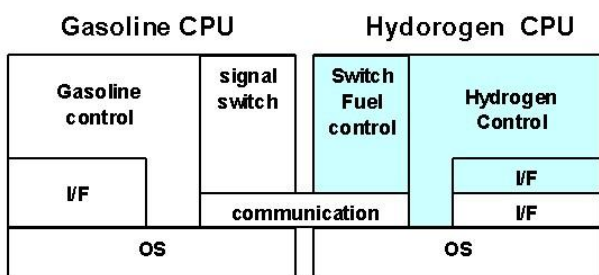 Gasoline CPU
Hydorogen CPU
Gasoline
control
signal
switch
Switch
Fuel
control
Hydrogen
Control
I/F
I/F
I/F
communication
OS
OS